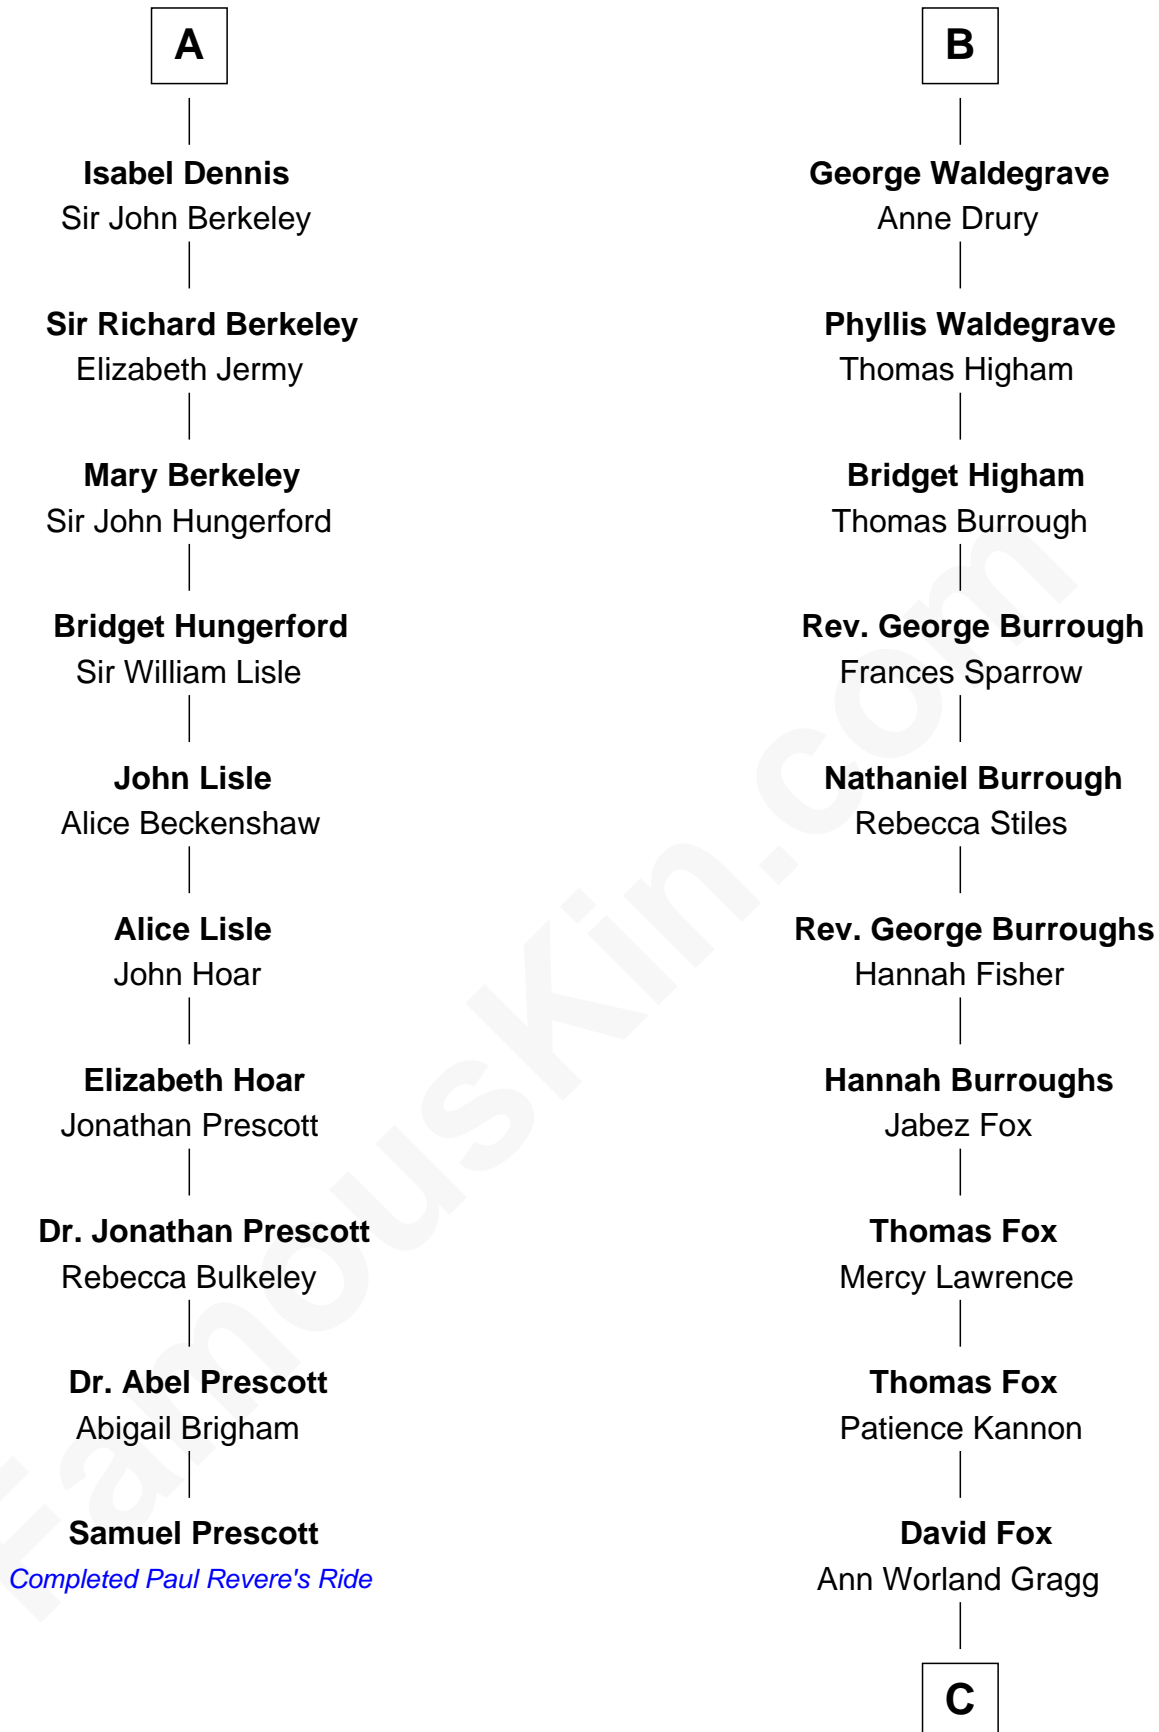 A
Isabel Dennis
Sir John Berkeley
Sir Richard Berkeley
Elizabeth Jermy
Mary Berkeley
Sir John Hungerford
Bridget Hungerford
Sir William Lisle
John Lisle
Alice Beckenshaw
Alice Lisle
John Hoar
Elizabeth Hoar
Jonathan Prescott
Dr. Jonathan Prescott
Rebecca Bulkeley
Dr. Abel Prescott
Abigail Brigham
Samuel Prescott
Completed Paul Revere's Ride
B
George Waldegrave
Anne Drury
Phyllis Waldegrave
Thomas Higham
Bridget Higham
Thomas Burrough
Rev. George Burrough
Frances Sparrow
Nathaniel Burrough
Rebecca Stiles
Rev. George Burroughs
Hannah Fisher
Hannah Burroughs
Jabez Fox
Thomas Fox
Mercy Lawrence
Thomas Fox
Patience Kannon
David Fox
Ann Worland Gragg
C
FamousKin.com